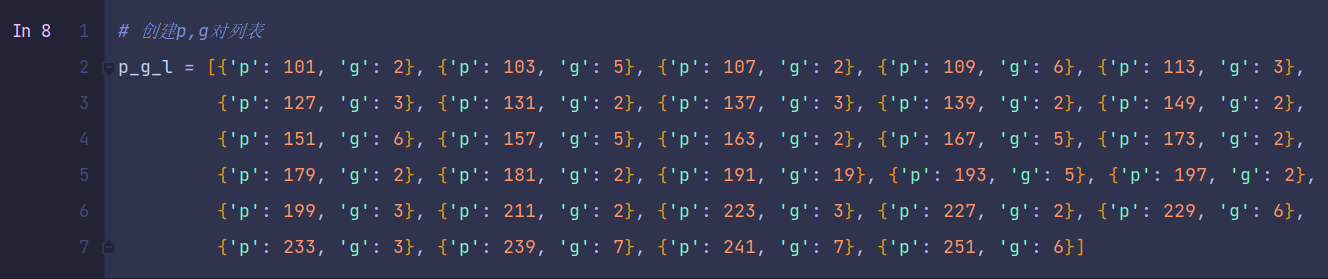 In 8 1 # 创建p,g对列表
2 p_g_l = [{'p': 101, 'g': 2}, {'p': 103, 'g': 5}, {'p': 107, 'g': 2}, {'p': 109, 'g': 6}, {'p': 113, 'g': 3},
3 {'p': 127, 'g': 3}, {'p': 131, 'g': 2}, {'p': 137, 'g': 3}, {'p': 139, 'g': 2}, {'p': 149, 'g': 2},
4 {'p': 151, 'g': 6}, {'p': 157, 'g': 5}, {'p': 163, 'g': 2}, {'p': 167, 'g': 5}, {'p': 173, 'g': 2},
5 {'p': 179, 'g': 2}, {'p': 181, 'g': 2}, {'p': 191, 'g': 19}, {'p': 193, 'g': 5}, {'p': 197, 'g': 2},
6 {'p': 199, 'g': 3}, {'p': 211, 'g': 2}, {'p': 223, 'g': 3}, {'p': 227, 'g': 2}, {'p': 229, 'g': 6},
7 {'p': 233, 'g': 3}, {'p': 239, 'g': 7}, {'p': 241, 'g': 7}, {'p': 251, 'g': 6}]